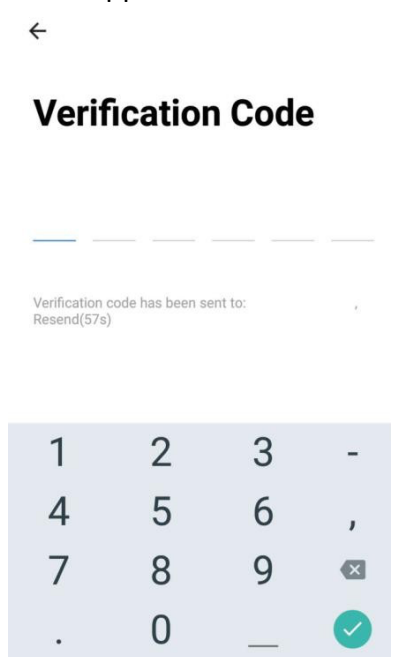 Verification Code
Verification code has been sent to: ,
Resend(57s)
1 2 3 -
4 5 6 ,
7 8 9
. 0 _